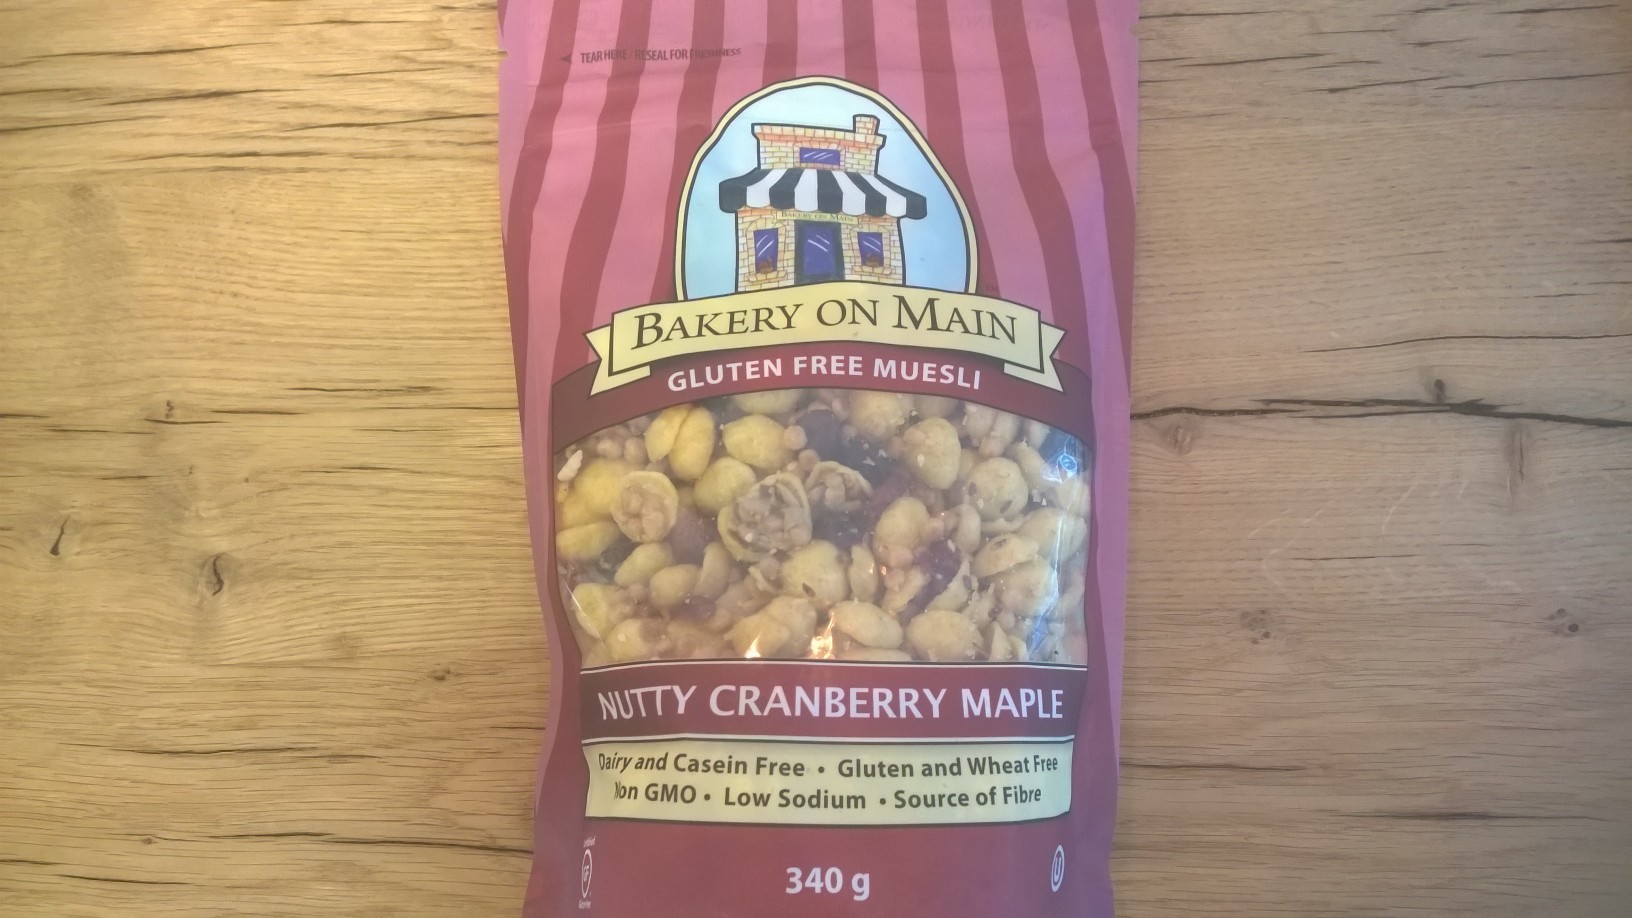 TEAR HERE / RESEAL FOR FRESHNESS
BAKERY ON MAIN
BAKERY ON MAIN
GLUTEN FREE MUESLI
NUTTY CRANBERRY MAPLE
Dairy and Casein Free • Gluten and Wheat Free
Non GMO • Low Sodium • Source of Fibre
GF
U
340 g